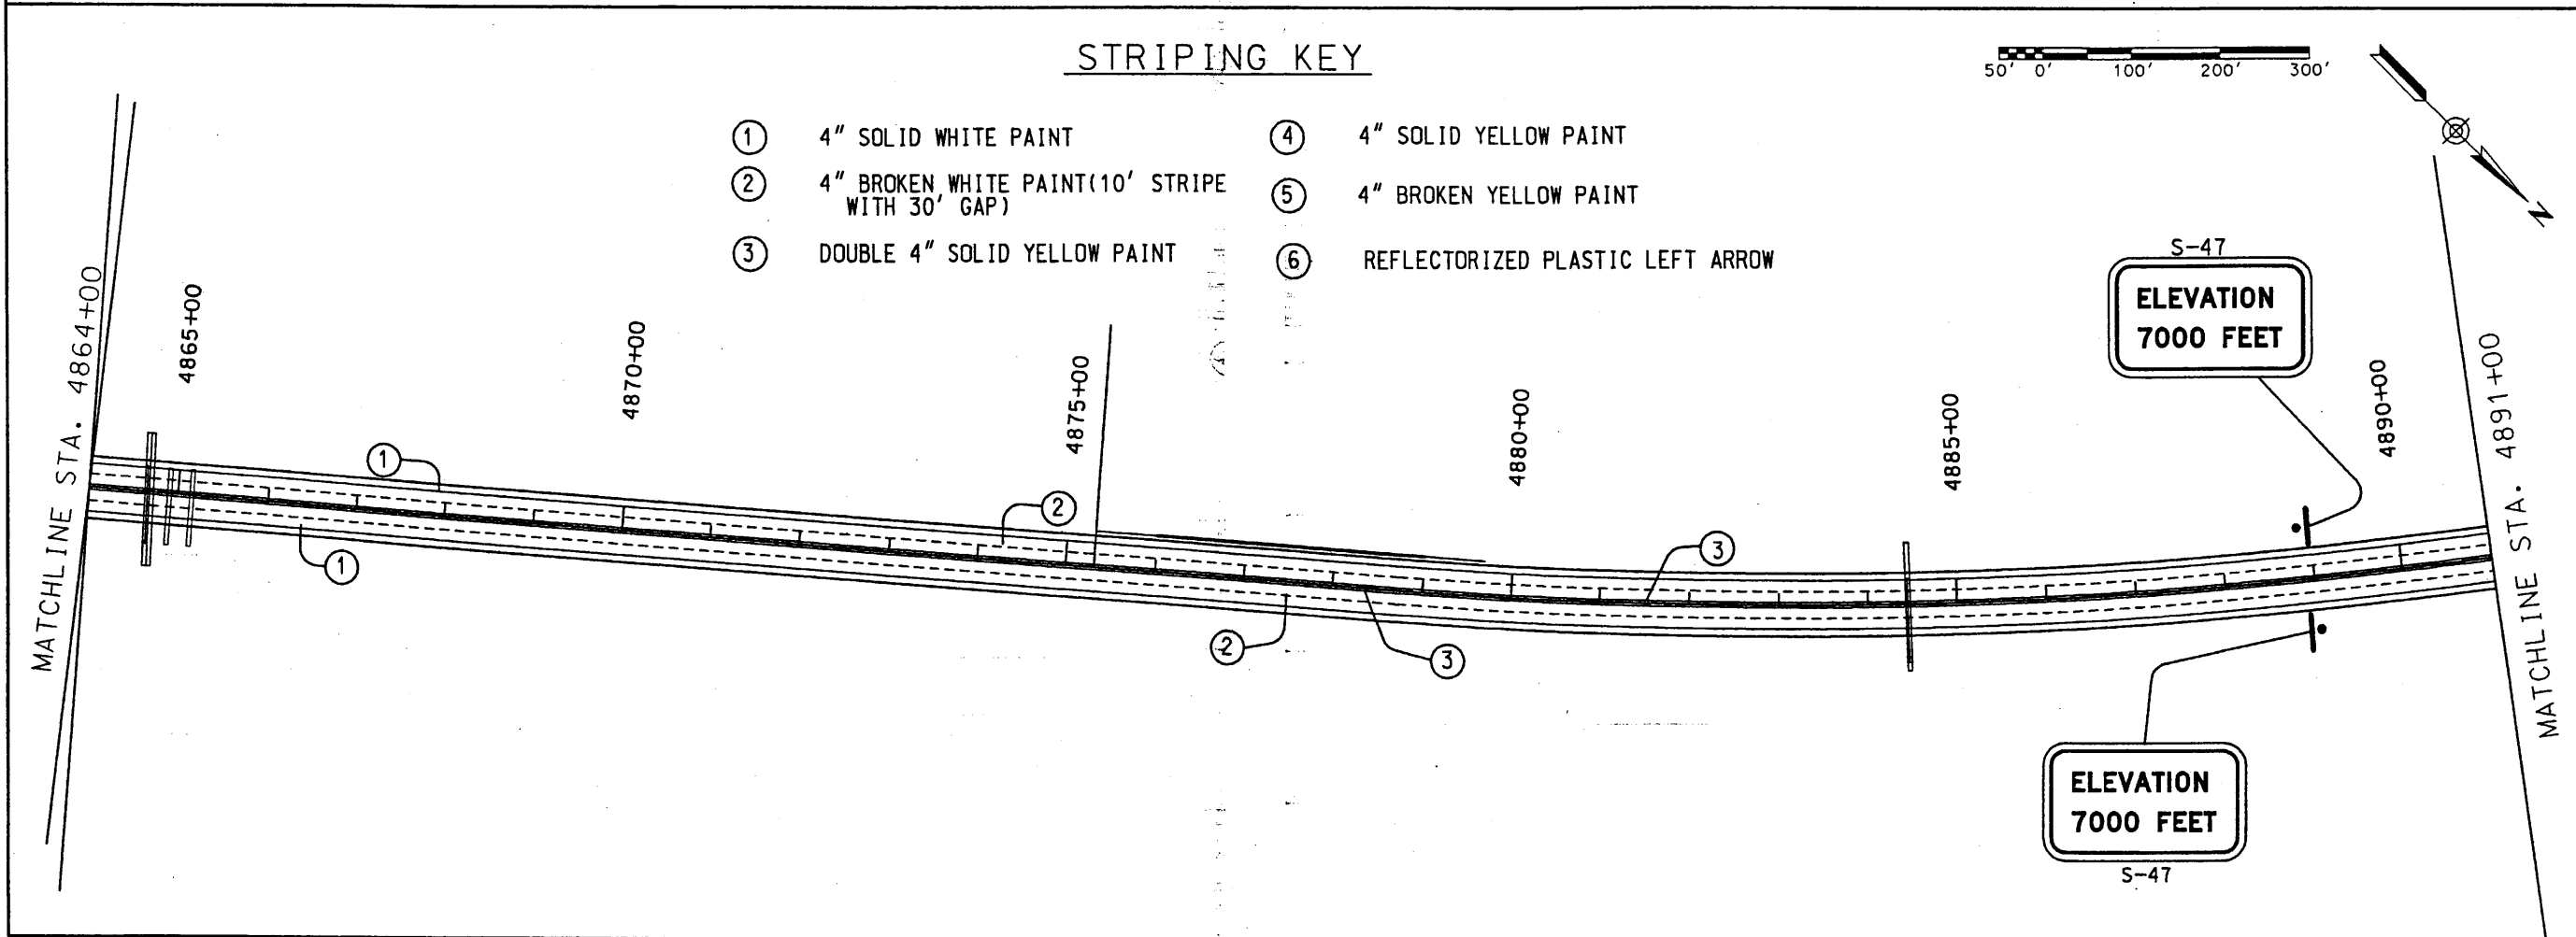 STRIPING KEY
50' 0' 100' 200' 300'
N
1 4" SOLID WHITE PAINT
2 4" BROKEN WHITE PAINT(10' STRIPE
WITH 30' GAP)
3 DOUBLE 4" SOLID YELLOW PAINT
4 4" SOLID YELLOW PAINT
5 4" BROKEN YELLOW PAINT
6 REFLECTORIZED PLASTIC LEFT ARROW
MATCHLINE STA. 4864+00
4865+00
4870+00
4875+00
4880+00
4885+00
4890+00
MATCHLINE STA. 4891+00
S-47
ELEVATION
7000 FEET
1
1
2
2
3
3
ELEVATION
7000 FEET
S-47